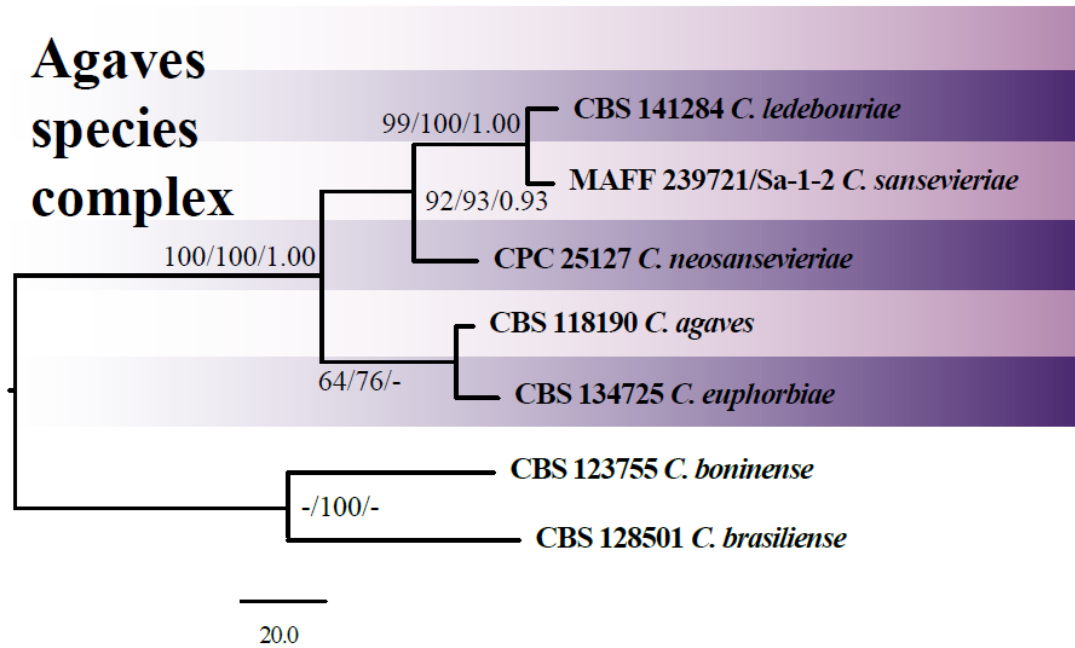 Agaves
species
complex
CBS 141284 C. ledebouriae
99/100/1.00
MAFF 239721/Sa-1-2 C. sansevieriae
92/93/0.93
100/100/1.00
CPC 25127 C. neosansevieriae
CBS 118190 C. agaves
64/76/-
CBS 134725 C. euphorbiae
CBS 123755 C. boninense
-/100/-
CBS 128501 C. brasiliense
20.0